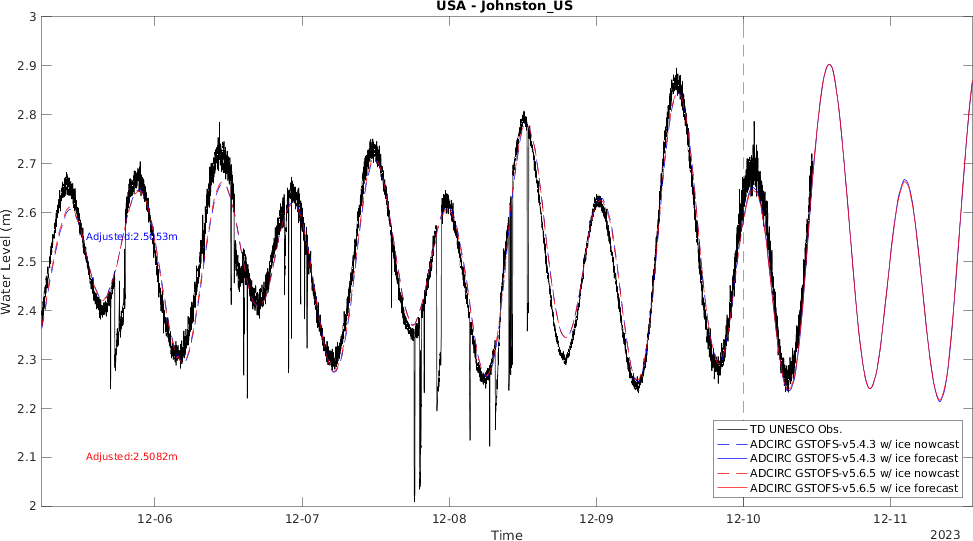 USA - Johnston_US
3
2.9
2.8
2.7
2.6
2.5
2.4
2.3
2.2
2.1
2
Water Level (m)
Adjusted:2.5053m
Adjusted:2.5082m
TD UNESCO Obs.
ADCIRC GSTOFS-v5.4.3 w/ ice nowcast
ADCIRC GSTOFS-v5.4.3 w/ ice forecast
ADCIRC GSTOFS-v5.6.5 w/ ice nowcast
ADCIRC GSTOFS-v5.6.5 w/ ice forecast
12-06
12-07
12-08
12-09
12-10
12-11
Time
2023